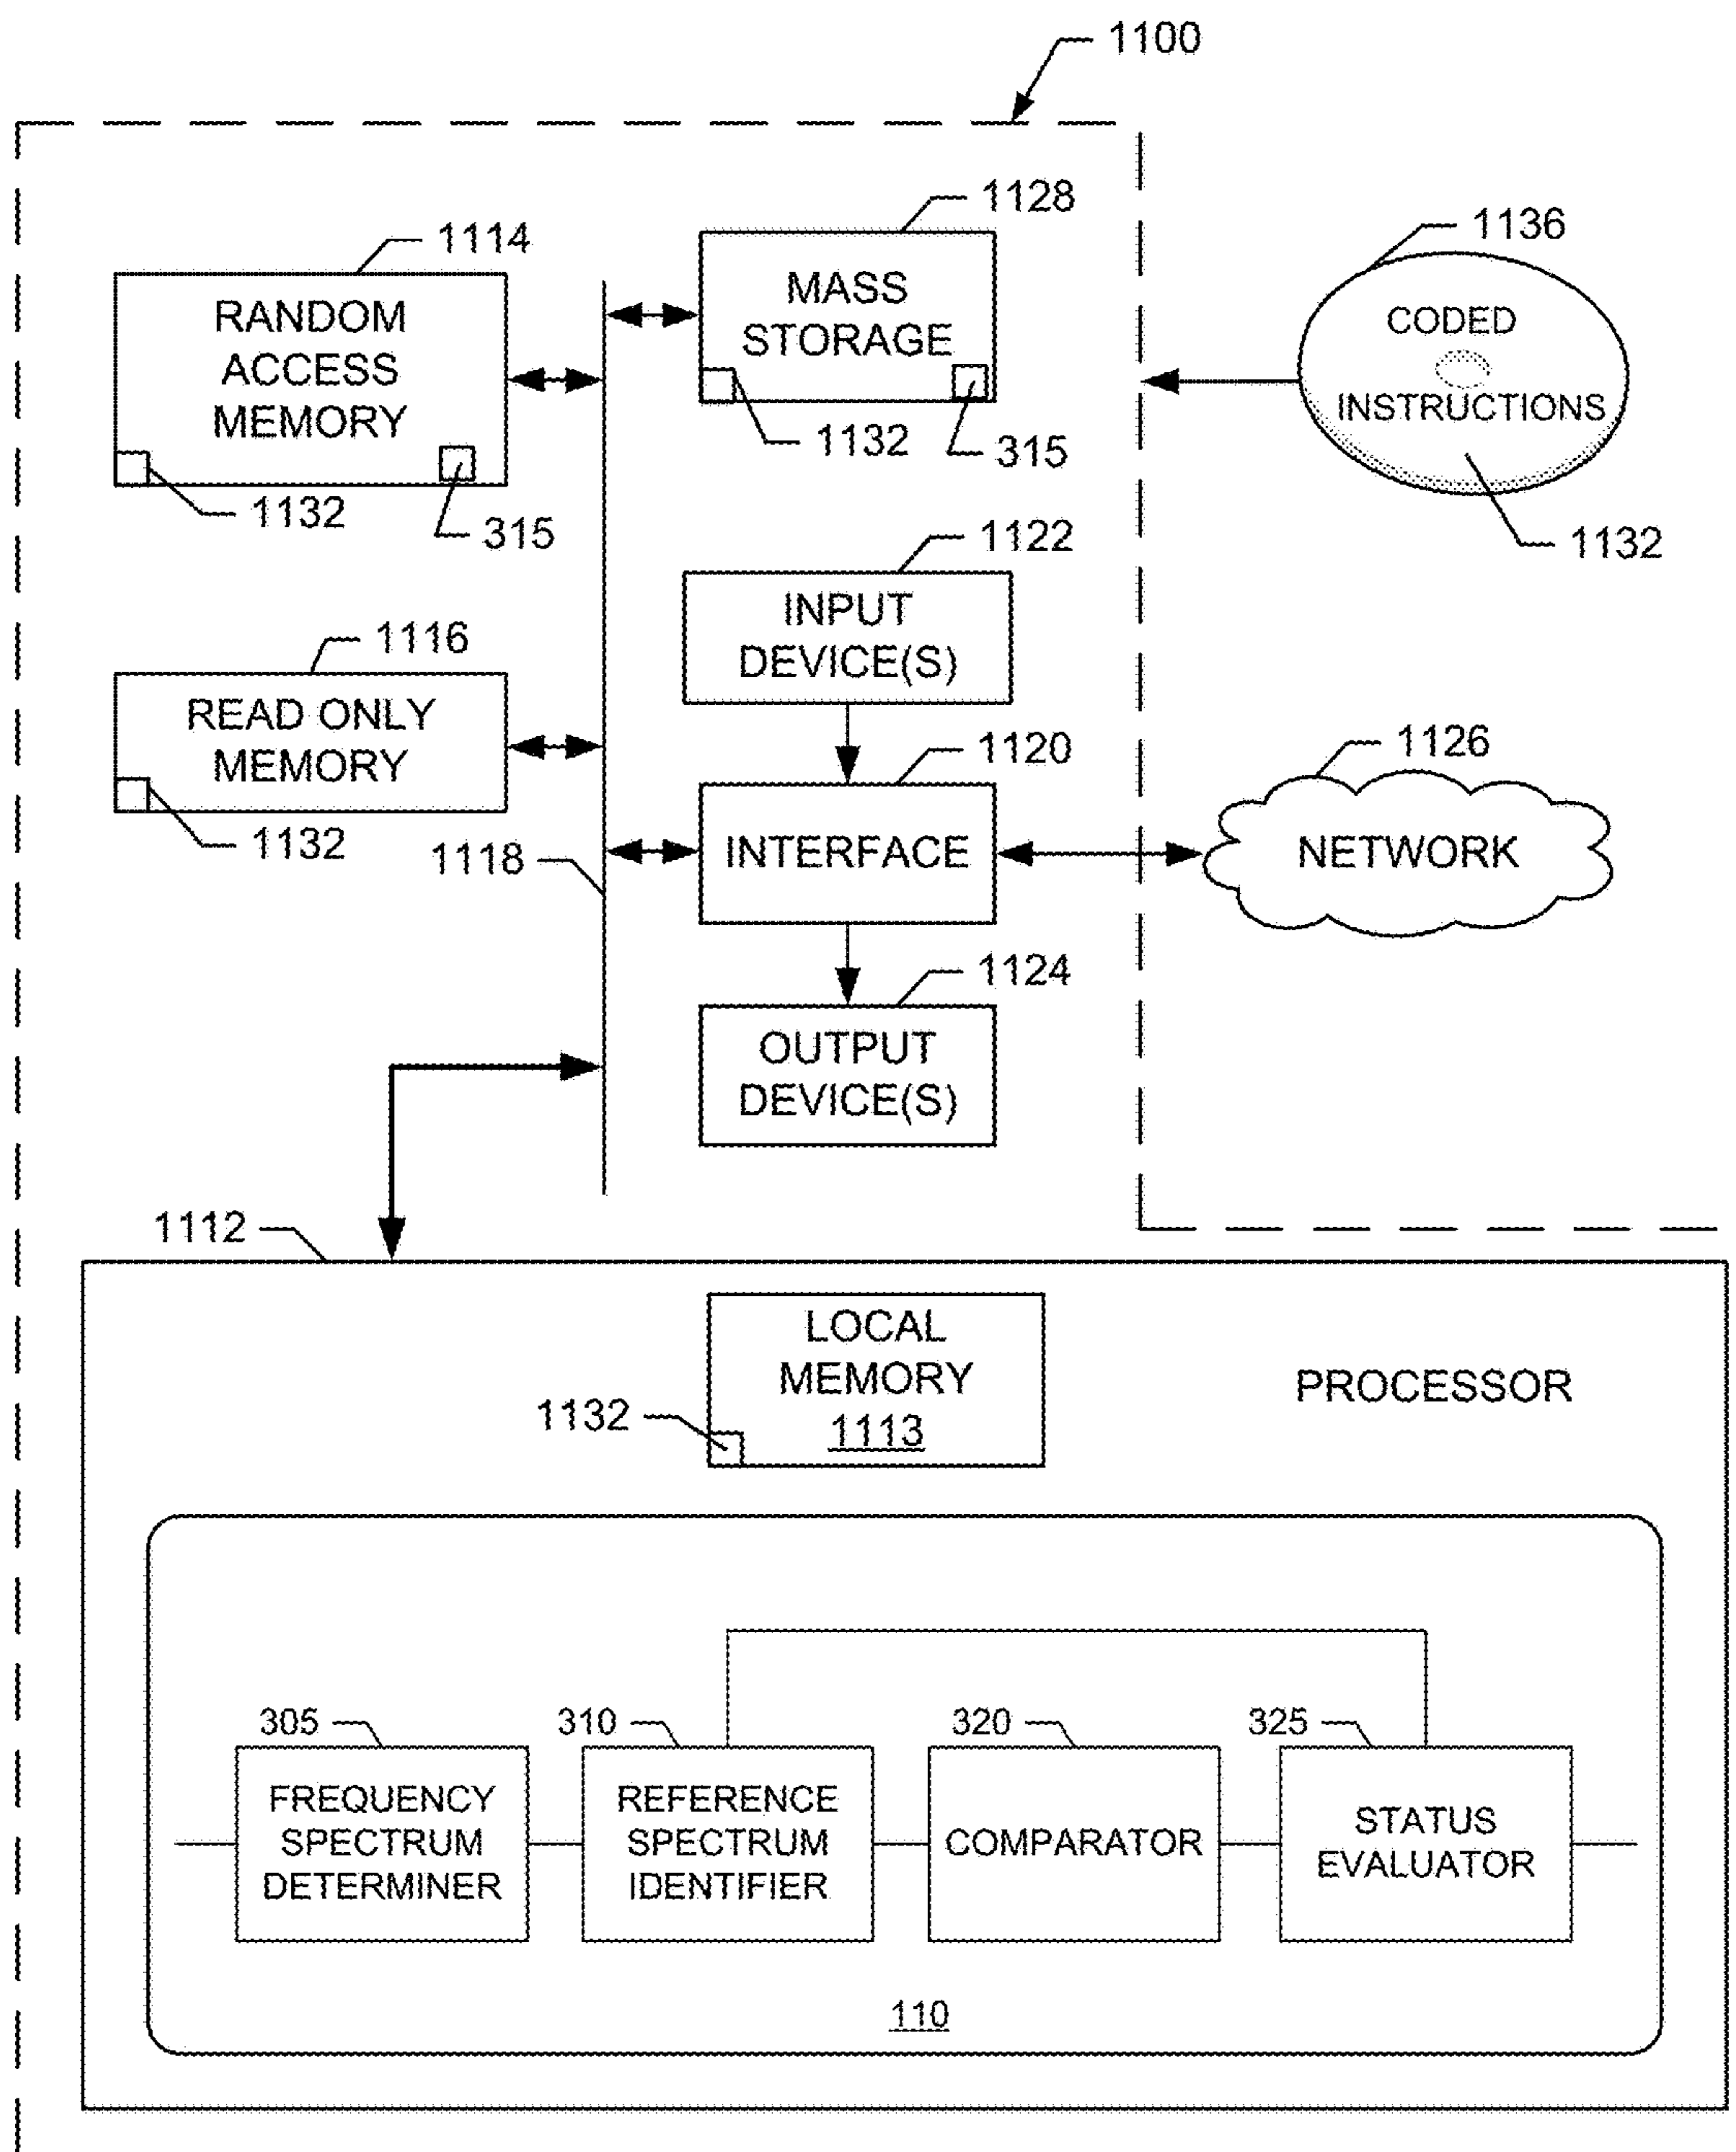 1100
1128
1114
1136
MASS
STORAGE
RANDOM
ACCESS
MEMORY
CODED
INSTRUCTIONS
1132
315
1132
315
1132
1122
INPUT
DEVICE(S)
1116
READ ONLY
MEMORY
1132
1120
1126
INTERFACE
NETWORK
1118
1124
OUTPUT
DEVICE(S)
1112
LOCAL
MEMORY
1113
1132
PROCESSOR
305
310
320
325
FREQUENCY
SPECTRUM
DETERMINER
REFERENCE
SPECTRUM
IDENTIFIER
COMPARATOR
STATUS
EVALUATOR
110